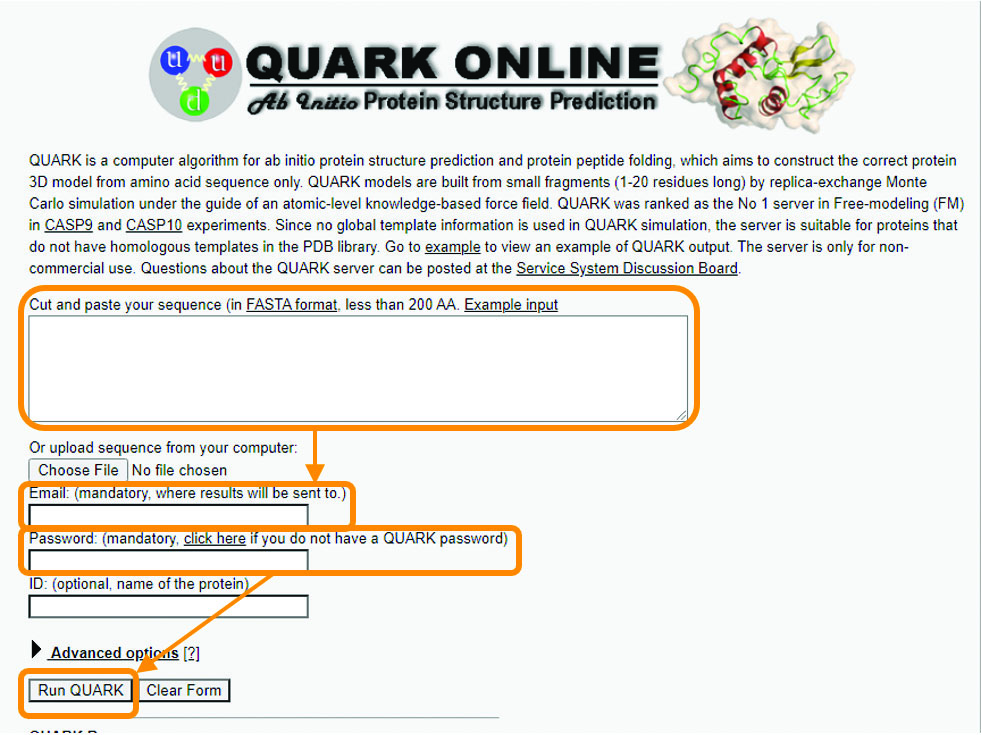 u u
d
QUARK ONLINE
Ab Initio Protein Structure Prediction
QUARK is a computer algorithm for ab initio protein structure prediction and protein peptide folding, which aims to construct the correct protein
3D model from amino acid sequence only. QUARK models are built from small fragments (1-20 residues long) by replica-exchange Monte
Carlo simulation under the guide of an atomic-level knowledge-based force field. QUARK was ranked as the No 1 server in Free-modeling (FM)
in CASP9 and CASP10 experiments. Since no global template information is used in QUARK simulation, the server is suitable for proteins that
do not have homologous templates in the PDB library. Go to example to view an example of QUARK output. The server is only for non-
commercial use. Questions about the QUARK server can be posted at the Service System Discussion Board.
Cut and paste your sequence (in FASTA format, less than 200 AA. Example input
Or upload sequence from your computer:
Choose File No file chosen
Email: (mandatory, where results will be sent to.)
Password: (mandatory, click here if you do not have a QUARK password)
ID: (optional, name of the protein)
Advanced options [?]
Run QUARK Clear Form